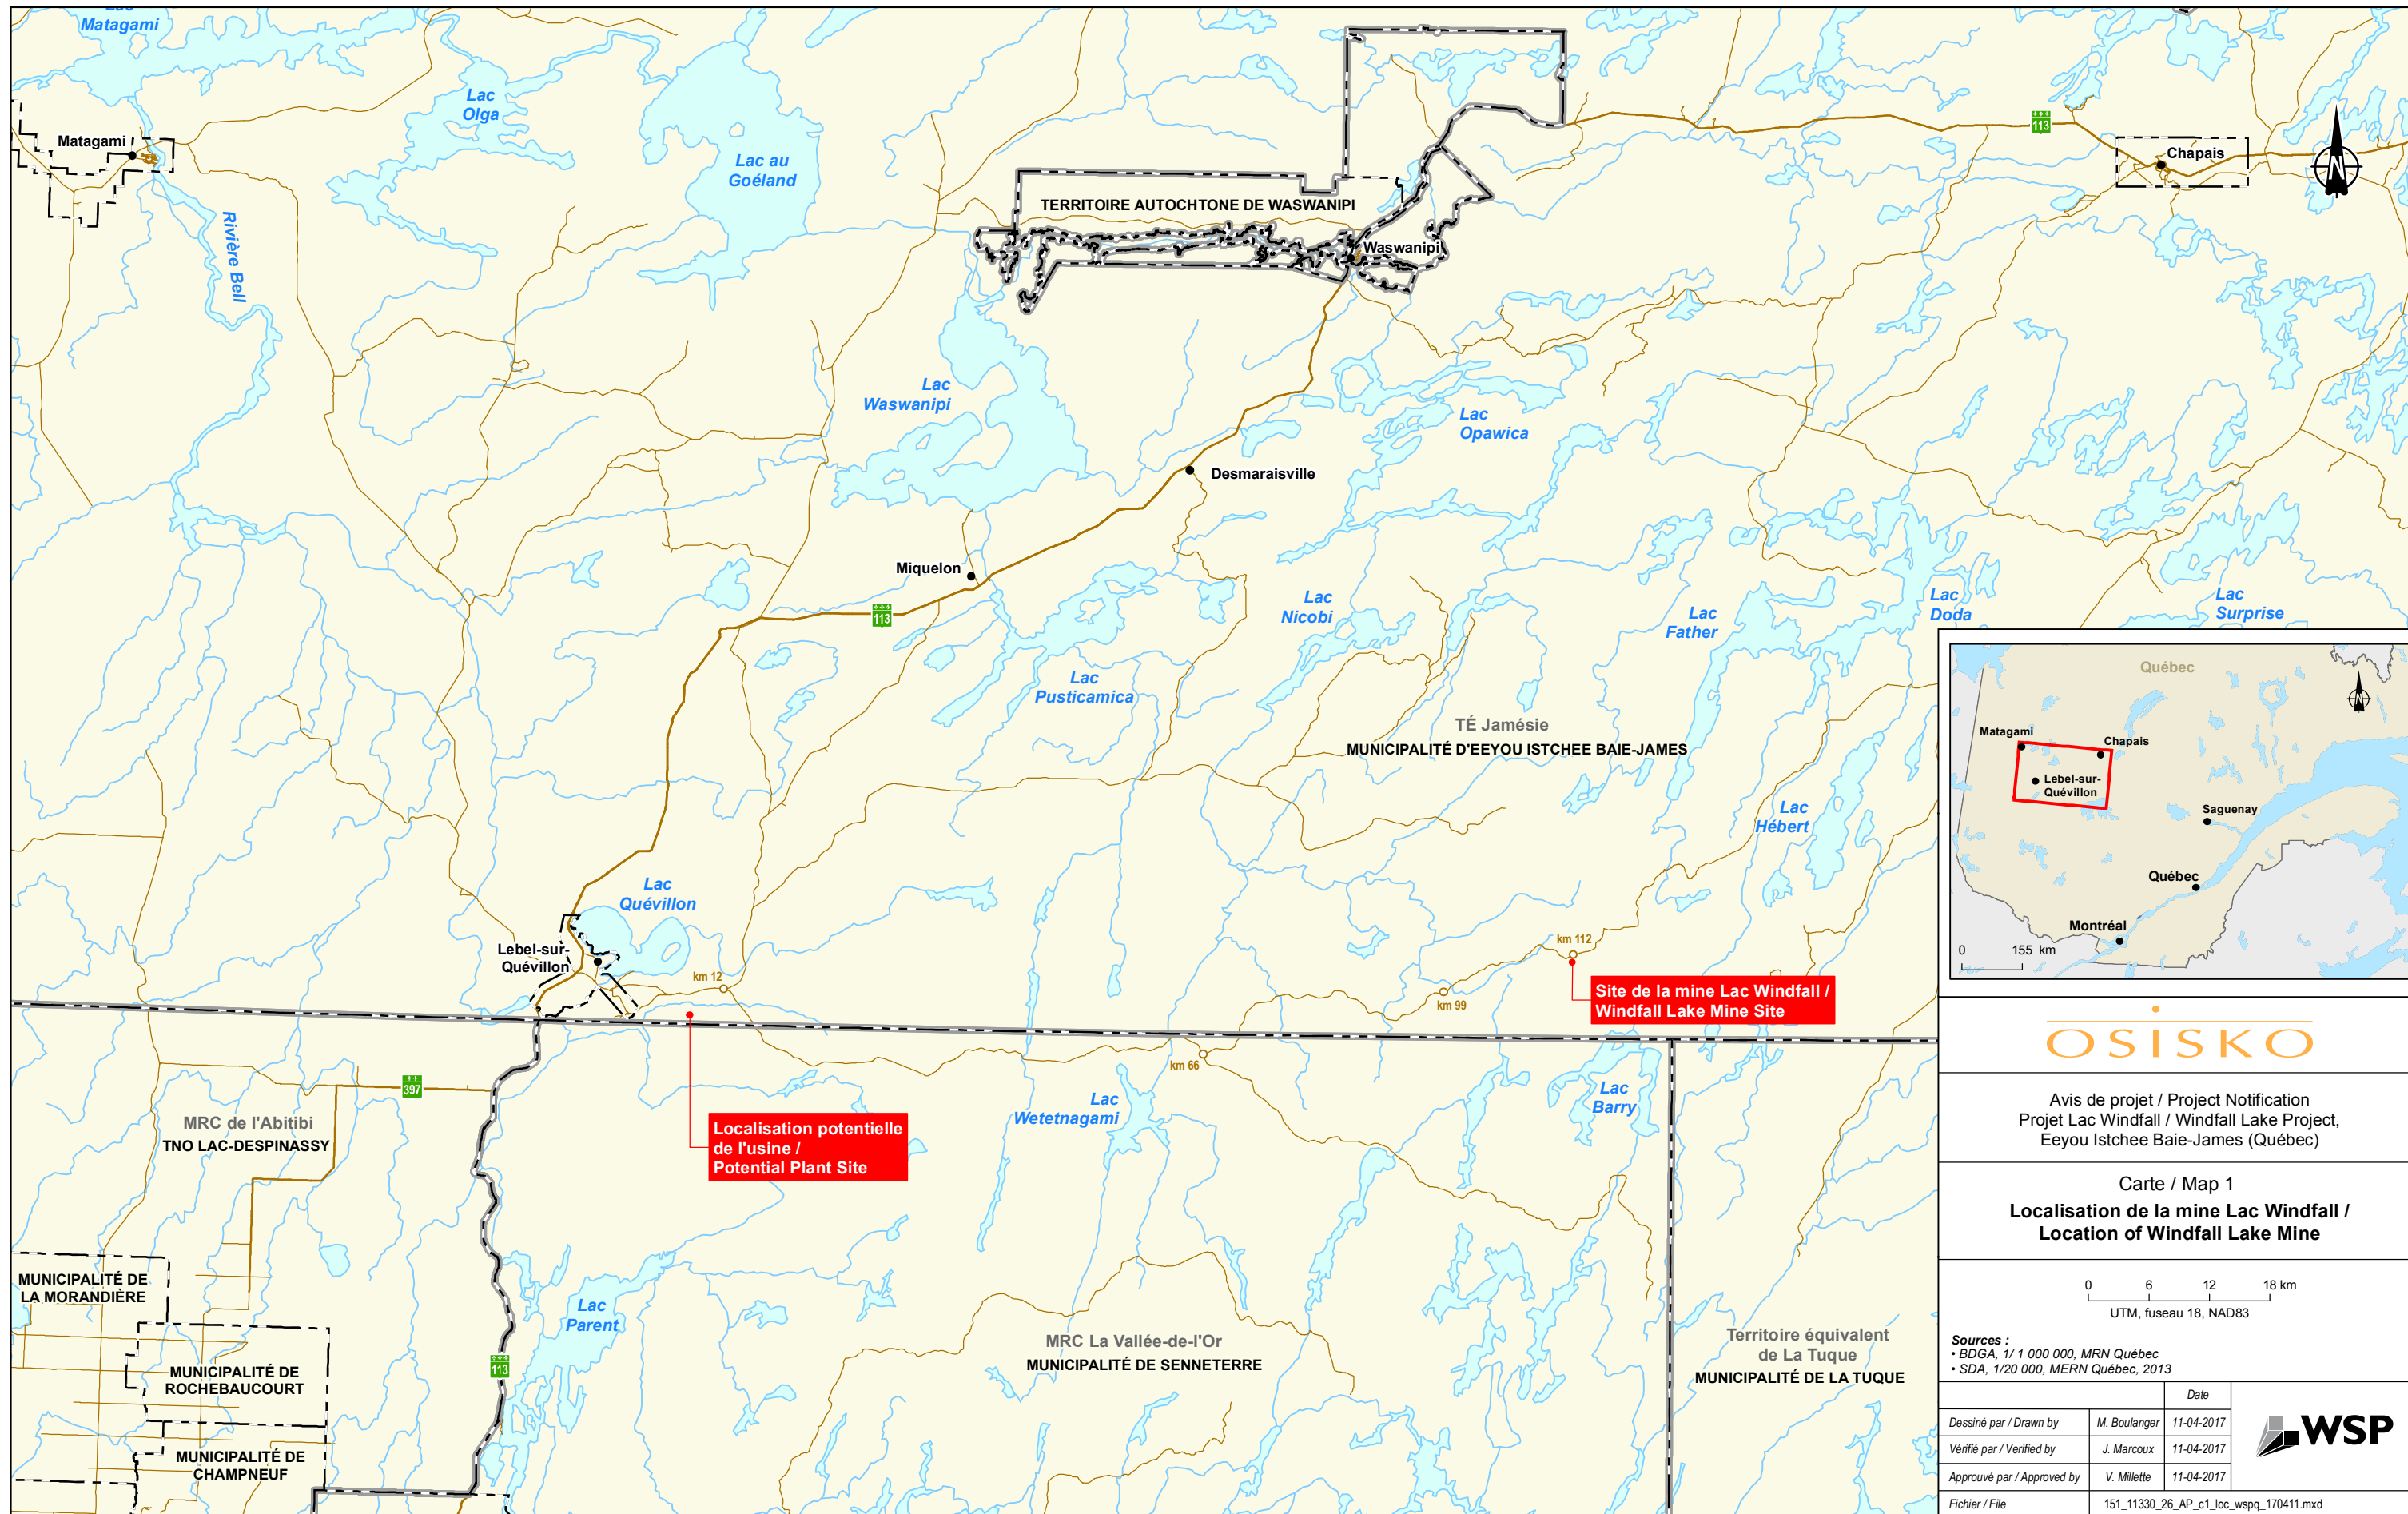 Lac
Matagami
Matagami
Lac
Olga
Rivière Bell
Lac au
Goéland
TERRITOIRE AUTOCHTONE DE WASWANIPI
Waswanipi
113
Chapais
N
Lac
Waswanipi
Lac
Opawica
Desmaraisville
Miquelon
113
Lac
Nicobi
Lac
Father
Lac
Doda
Lac
Surprise
Lac
Pusticamica
TÉ Jamésie
MUNICIPALITÉ D'EEYOU ISTCHEE BAIE-JAMES
Lac
Hébert
Lac
Quévillon
Lebel-sur-
Quévillon
km 12
km 112
km 99
Site de la mine Lac Windfall /
Windfall Lake Mine Site
km 66
397
MRC de l'Abitibi
TNO LAC-DESPINASSY
Localisation potentielle
de l'usine /
Potential Plant Site
Lac
Wetetnagami
Lac
Barry
MUNICIPALITÉ DE
LA MORANDIÈRE
Lac
Parent
MRC La Vallée-de-l'Or
MUNICIPALITÉ DE SENNETERRE
Territoire équivalent
de La Tuque
MUNICIPALITÉ DE LA TUQUE
113
MUNICIPALITÉ DE
ROCHEBAUCOURT
MUNICIPALITÉ DE
CHAMPNEUF
Québec
Matagami
Chapais
Lebel-sur-
Quévillon
Saguenay
Québec
Montréal
0 155 km
OSISKO
Avis de projet / Project Notification
Projet Lac Windfall / Windfall Lake Project,
Eeyou Istchee Baie-James (Québec)
Carte / Map 1
Localisation de la mine Lac Windfall /
Location of Windfall Lake Mine
0 6 12 18 km
UTM, fuseau 18, NAD83
Sources :
• BDGA, 1/ 1 000 000, MRN Québec
• SDA, 1/20 000, MERN Québec, 2013
Date
Dessiné par / Drawn by M. Boulanger 11-04-2017
Vérifié par / Verified by J. Marcoux 11-04-2017
Approuvé par / Approved by V. Millette 11-04-2017
WSP
Fichier / File 151_11330_26_AP_c1_loc_wspq_170411.mxd